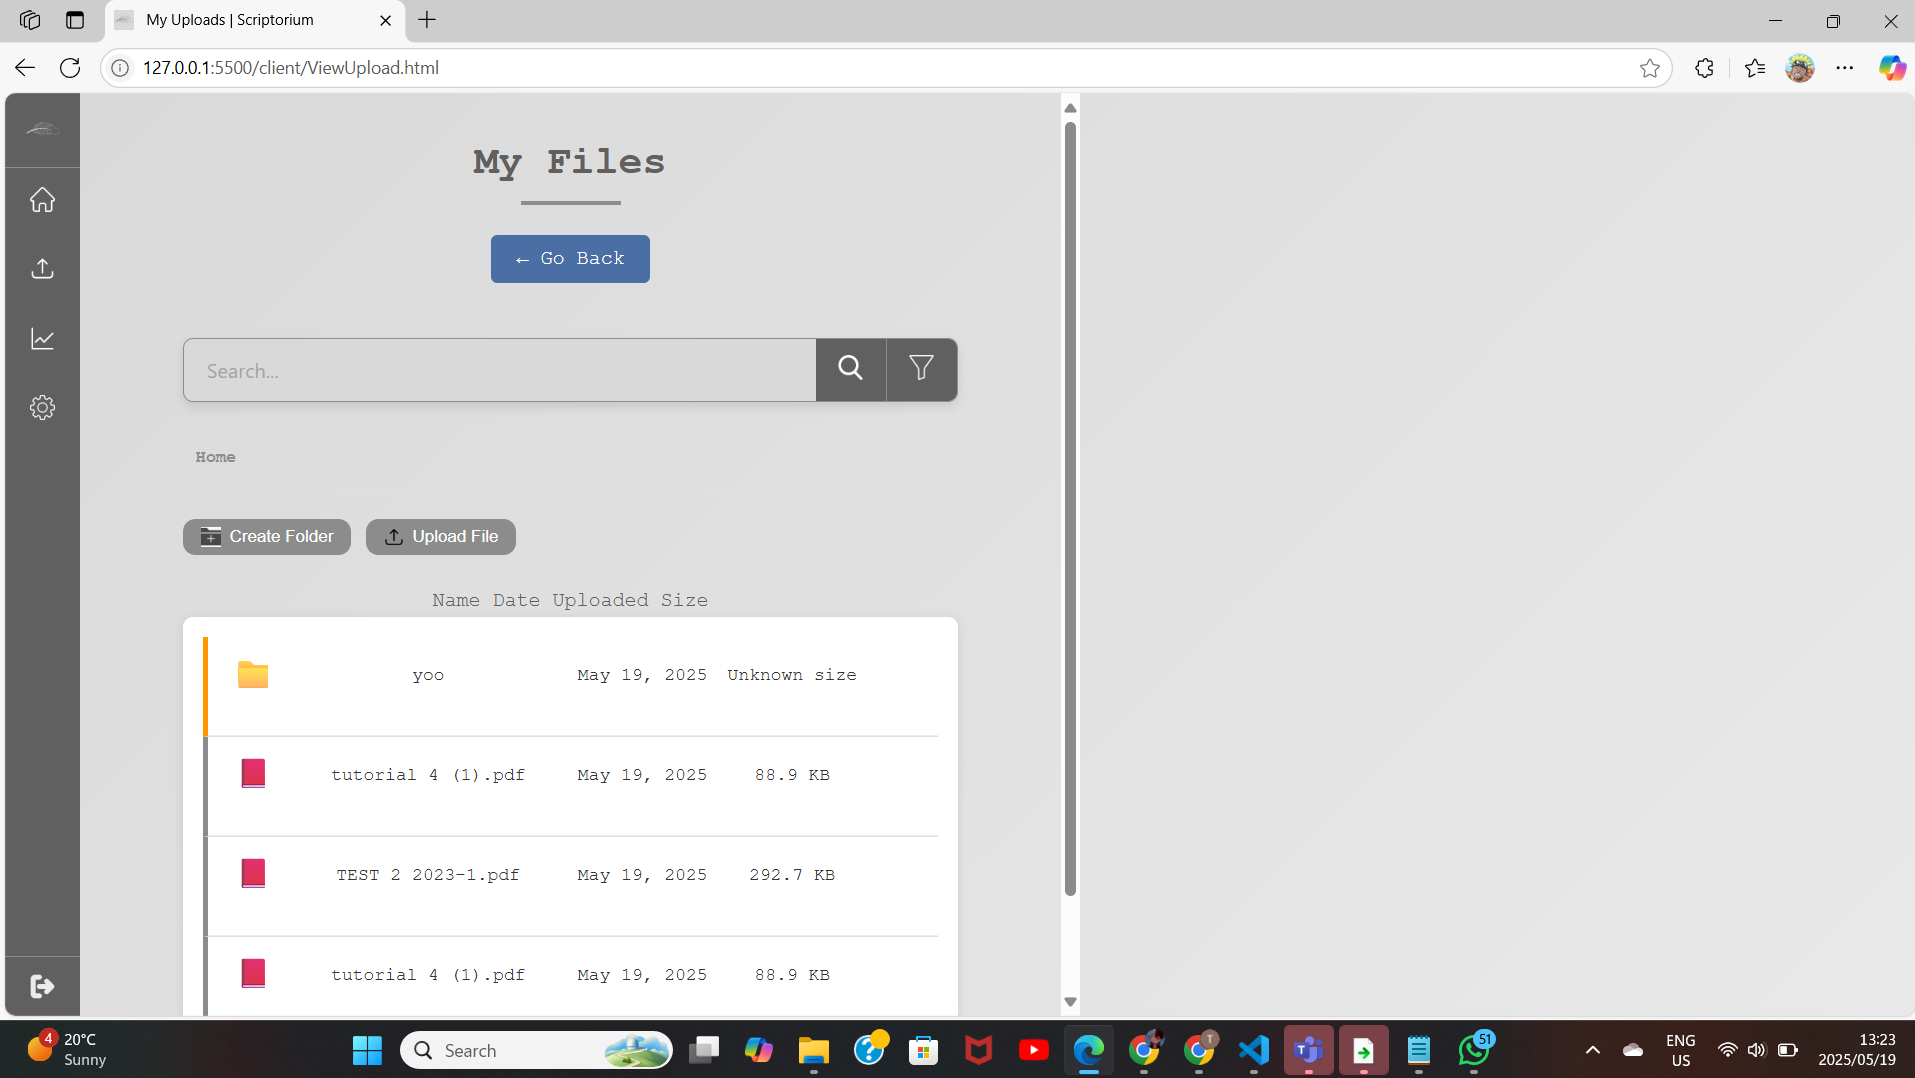 My Uploads | Scriptorium
127.0.0.1:5500/client/ViewUpload.html
My Files
← Go Back
Search...
Home
Create Folder
Upload File
Name Date Uploaded Size
yoo May 19, 2025 Unknown size
tutorial 4 (1).pdf May 19, 2025 88.9 KB
TEST 2 2023-1.pdf May 19, 2025 292.7 KB
tutorial 4 (1).pdf May 19, 2025 88.9 KB
4
20°C
Sunny
Search
T
51
ENG
US
13:23
2025/05/19